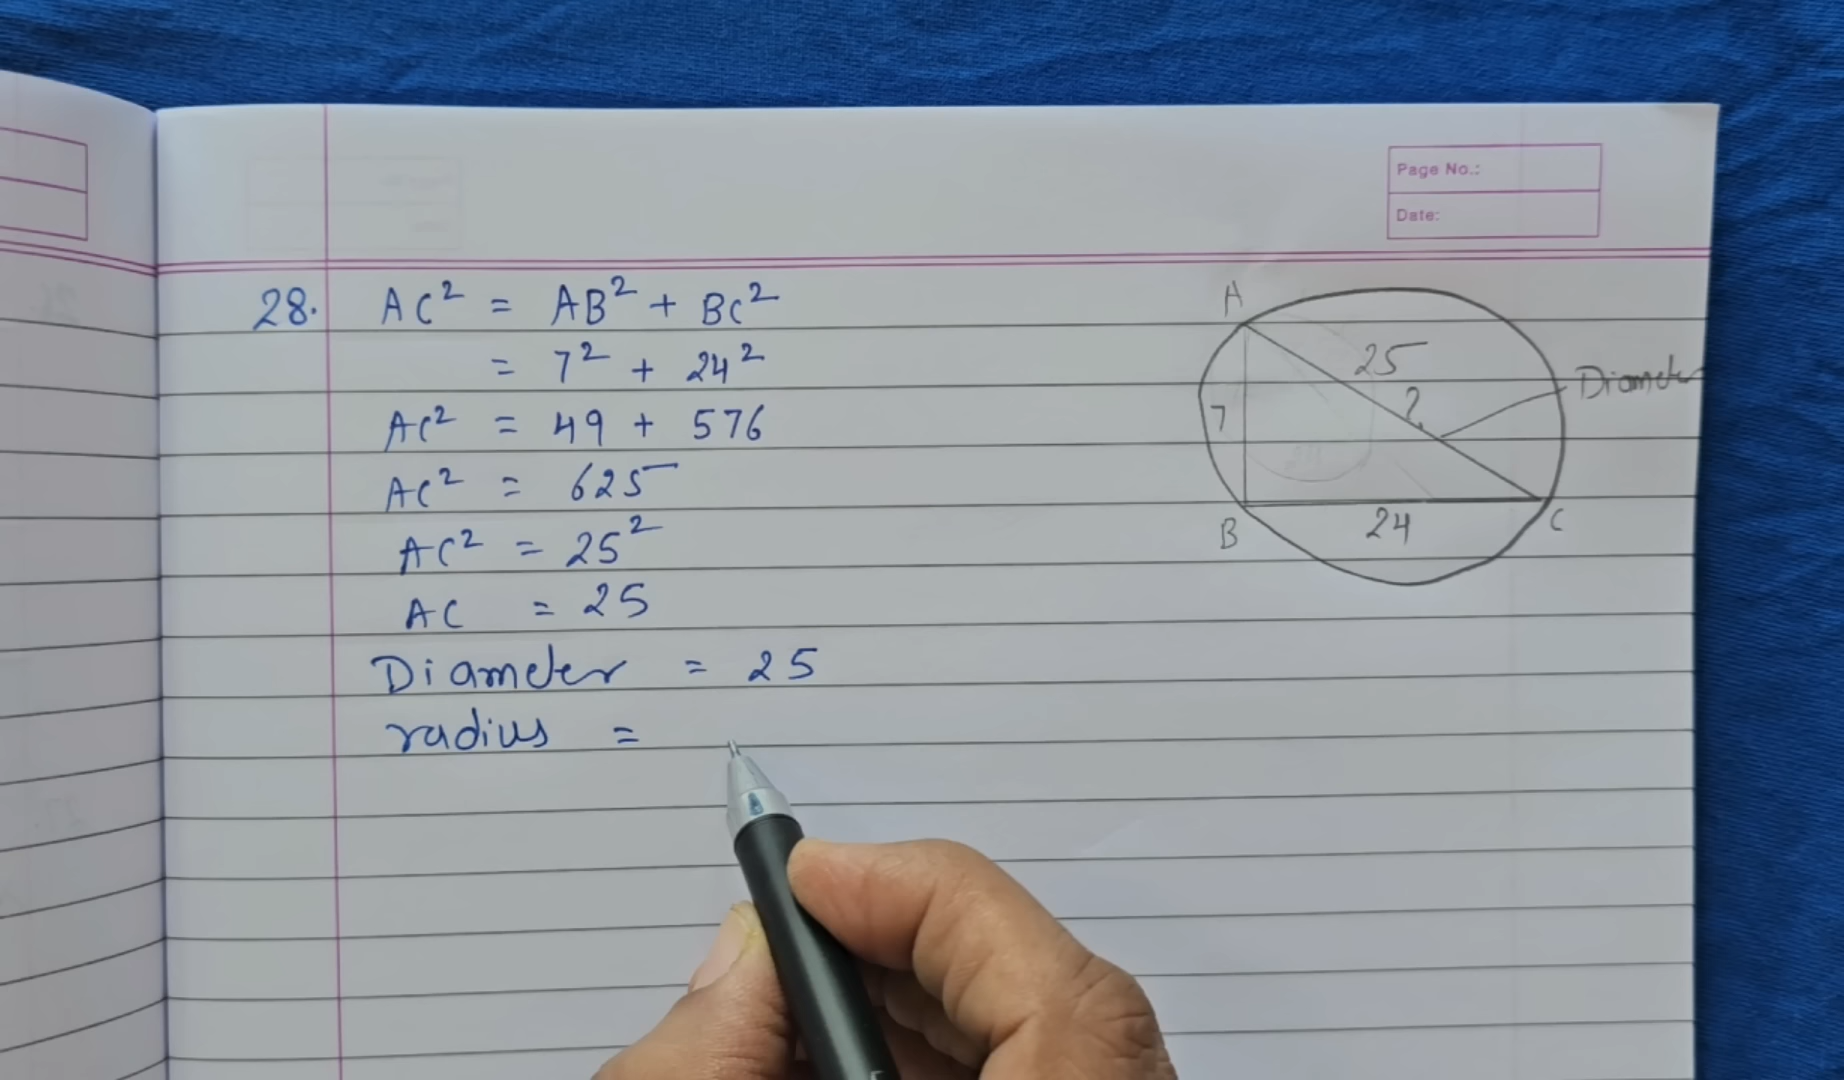 Page No.:
Date:
28. AC² = AB² + BC²
= 7² + 24²
AC² = 49 + 576
AC² = 625
AC² = 25²
AC = 25
Diameter = 25
radius =
A
25
Diameter
?
7
B
24
C